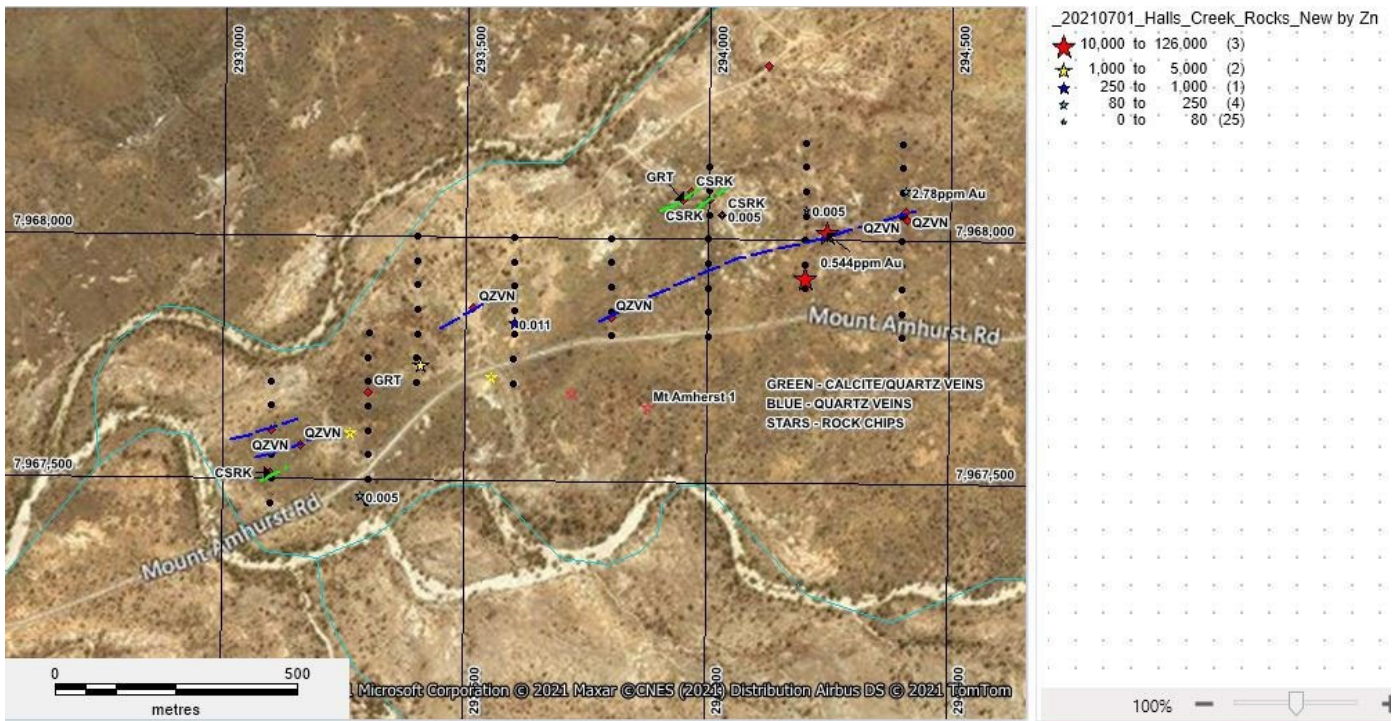 293,000
293,500
294,000
294,500
GRT
CSRK
CSRK
CSRK
0.005
0.005
2.78ppm Au
QZVN
QZVN
7,968,000
7,968,000
0.544ppm Au
QZVN
QZVN
0.011
Mount Amhurst Rd
GRT
Mt Amherst 1
GREEN - CALCITE/QUARTZ VEINS
BLUE - QUARTZ VEINS
STARS - ROCK CHIPS
QZVN
QZVN
CSRK
7,967,500
7,967,500
0.005
Mount Amhurst Rd
0 500
metres
293,500
Microsoft Corporation © 2021 Maxar ©CNES (2021) Distribution Airbus DS © 2021 TomTom
_20210701_Halls_Creek_Rocks_New by Zn
10,000 to 126,000 (3)
1,000 to 5,000 (2)
250 to 1,000 (1)
80 to 250 (4)
0 to 80 (25)
100%